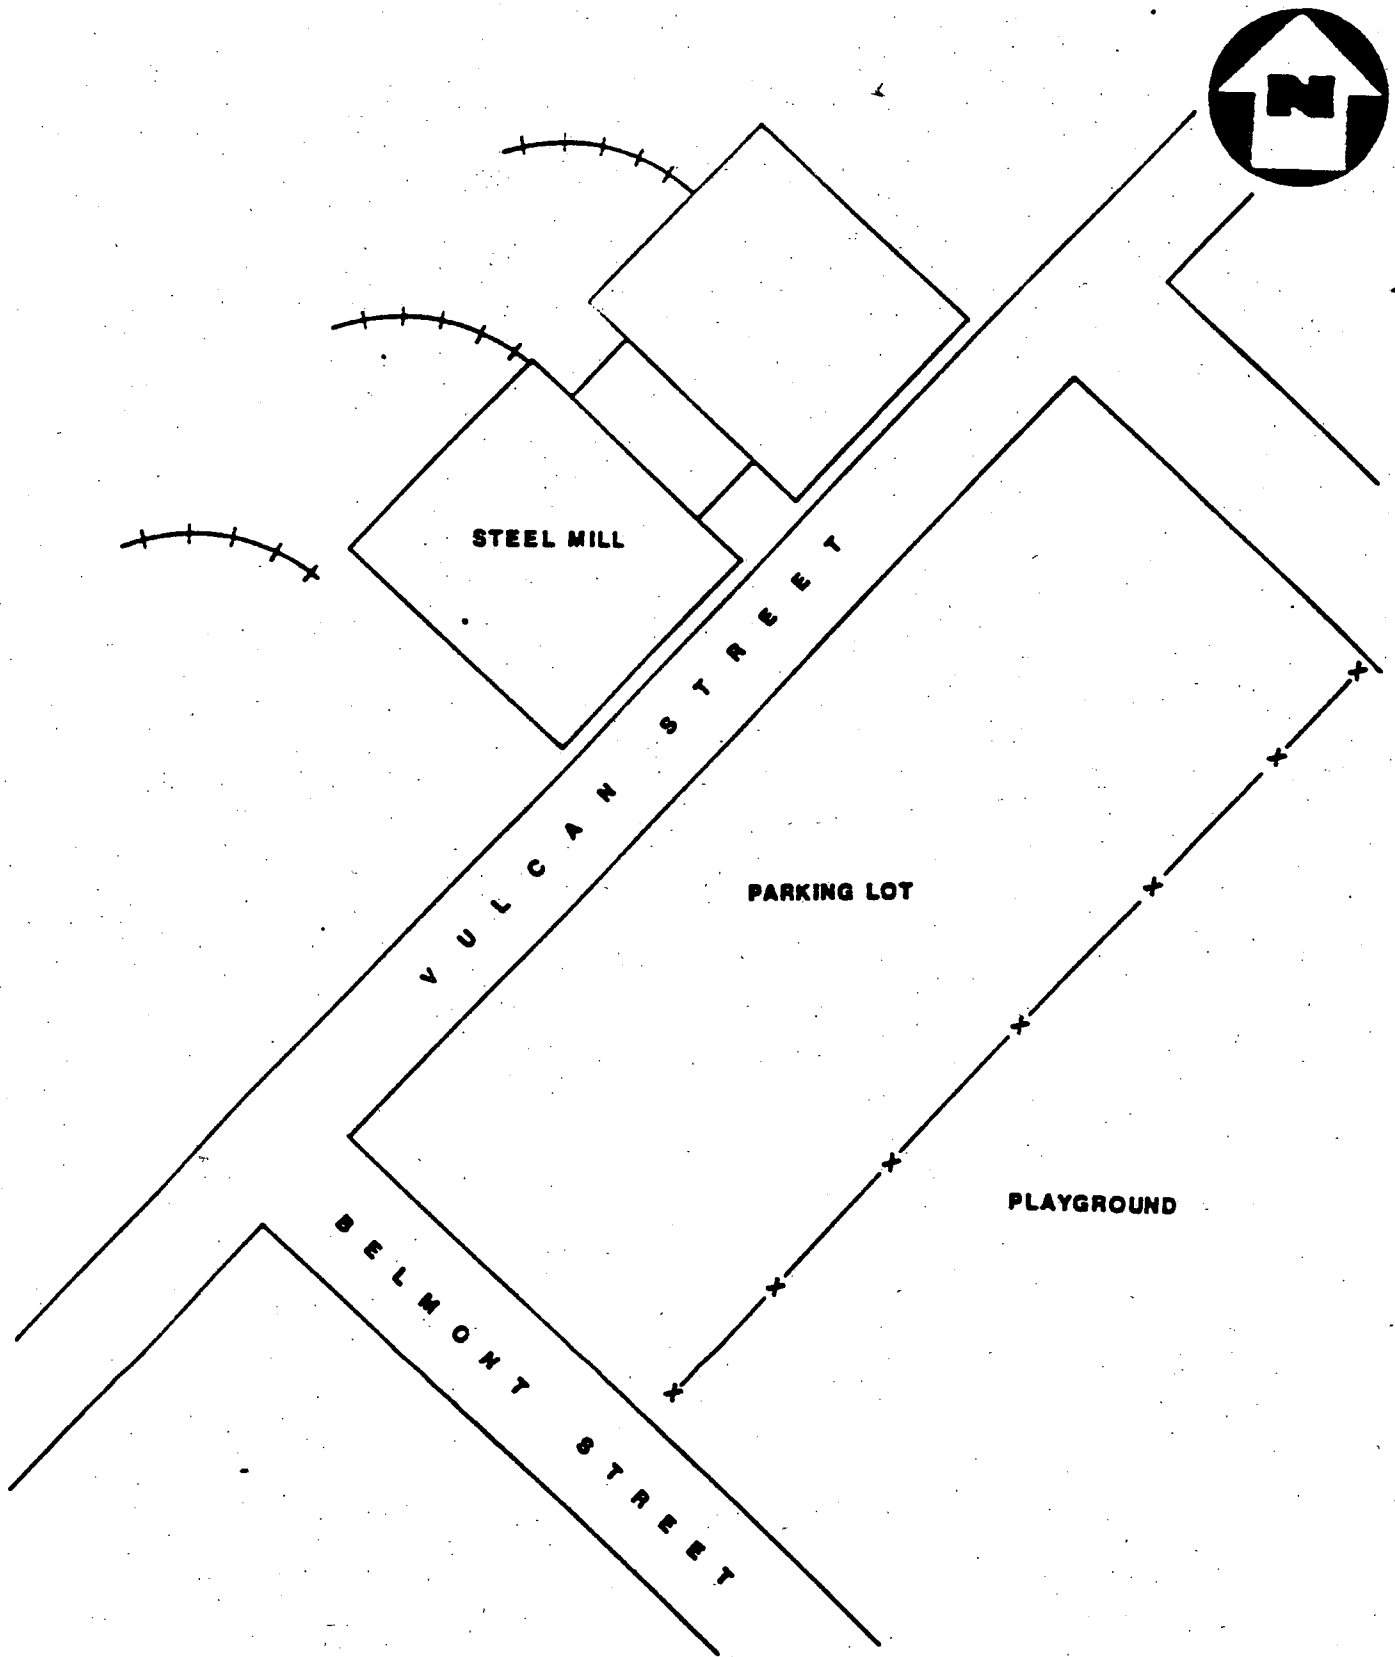 N
STEEL MILL
VULCAN STREET
PARKING LOT
PLAYGROUND
BELMONT STREET